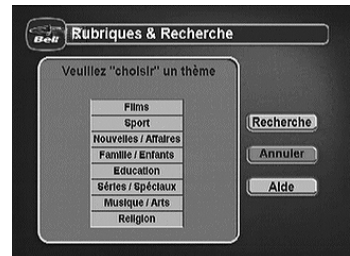 Bell
Rubriques & Recherche
Veuillez "choisir" un thème
Films
Sport
Nouvelles / Affaires
Famille / Enfants
Education
Séries / Spéciaux
Musique / Arts
Religion
Recherche
Annuler
Aide